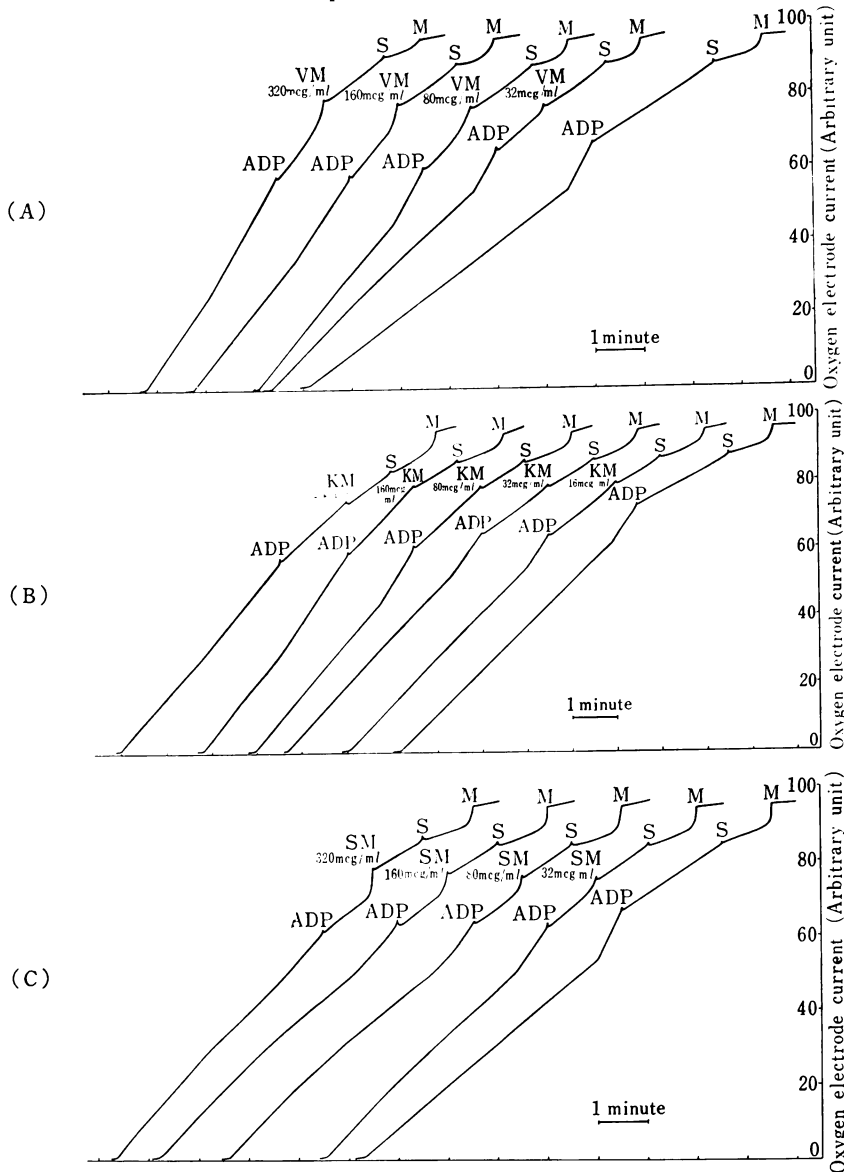 (A)
M M M M M
S S S S S
VM
320mcg/ml
VM
160mcg/ml
VM
80mcg/ml
VM
32mcg/ml
ADP ADP ADP ADP ADP
1 minute
100
80
60
40
20
0
Oxygen electrode current (Arbitrary unit)
(B)
M M M M M M
S S S S S S
KM
KM
160mcg
ml
KM
80mcg/ml
KM
32mcg/ml
KM
16mcg/ml
ADP ADP ADP ADP ADP ADP
1 minute
100
80
60
40
20
0
Oxygen electrode current (Arbitrary unit)
(C)
M M M M M
S S S S S
SM
320mcg/ml
SM
160mcg/ml
SM
80mcg/ml
SM
32mcg ml
ADP ADP ADP ADP ADP
1 minute
100
80
60
40
20
0
Oxygen electrode current (Arbitrary unit)